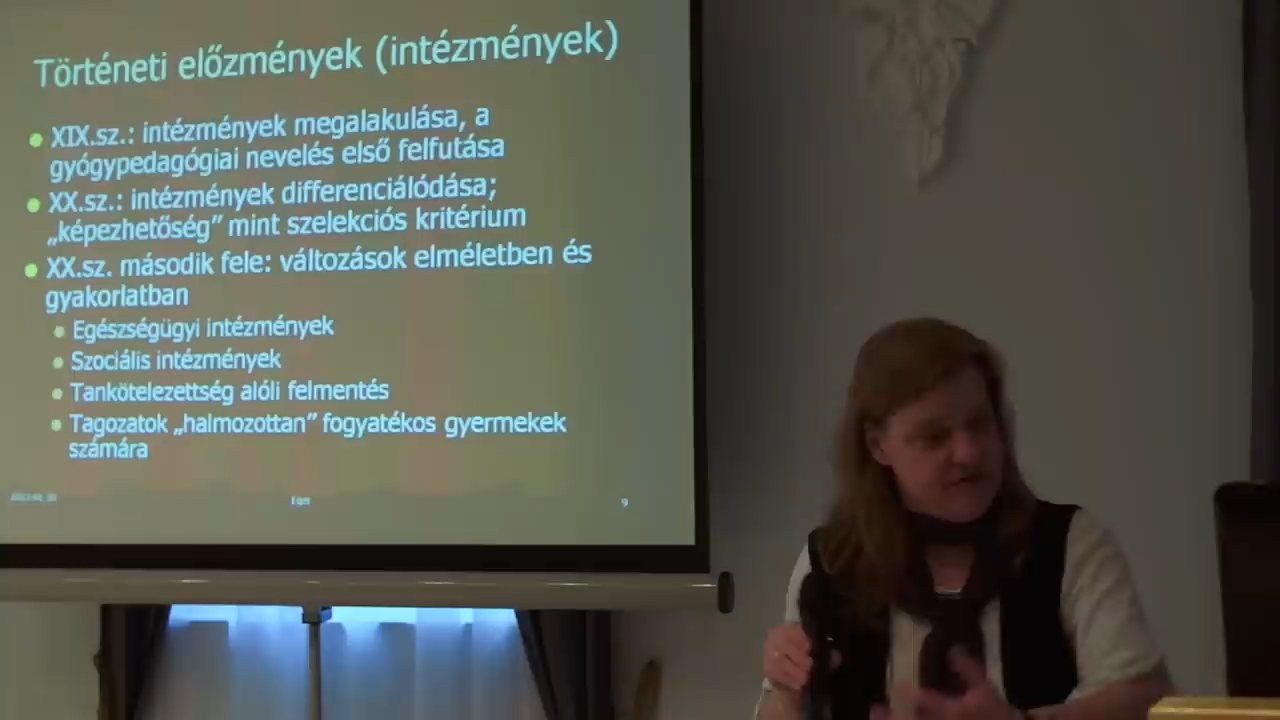 Történeti előzmények (intézmények)
XIX.sz.: intézmények megalakulása, a
gyógypedagógiai nevelés első felfutása
XX.sz.: intézmények differenciálódása;
„képezhetőség” mint szelekciós kritérium
XX.sz. második fele: változások elméletben és
gyakorlatban
Egészségügyi intézmények
Szociális intézmények
Tankötelezettség alóli felmentés
Tagozatok „halmozottan” fogyatékos gyermekek
számára
Eger
9